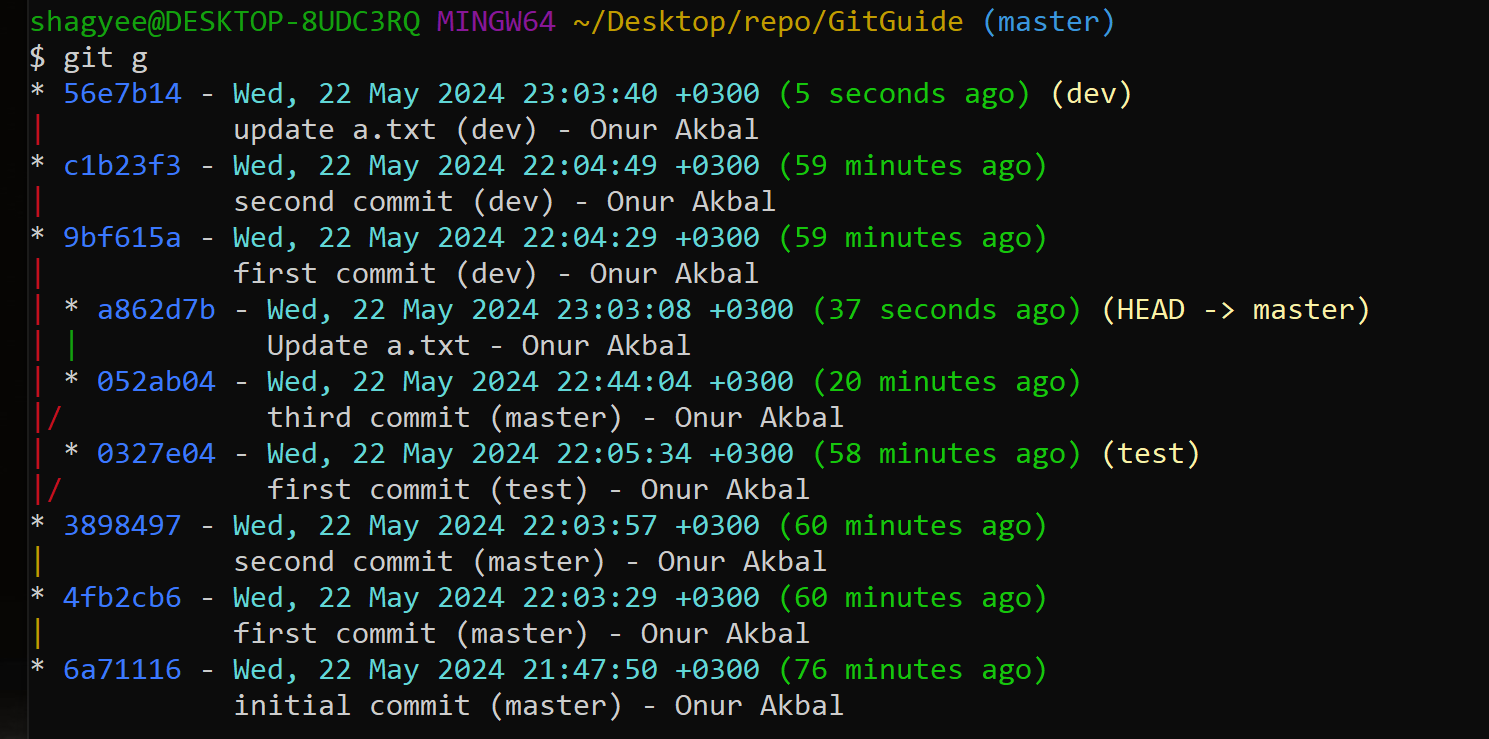 shagyee@DESKTOP-8UDC3RQ MINGW64 ~/Desktop/repo/GitGuide (master)
$ git g
* 56e7b14 - Wed, 22 May 2024 23:03:40 +0300 (5 seconds ago) (dev)
|           update a.txt (dev) - Onur Akbal
* c1b23f3 - Wed, 22 May 2024 22:04:49 +0300 (59 minutes ago)
|           second commit (dev) - Onur Akbal
* 9bf615a - Wed, 22 May 2024 22:04:29 +0300 (59 minutes ago)
|           first commit (dev) - Onur Akbal
| * a862d7b - Wed, 22 May 2024 23:03:08 +0300 (37 seconds ago) (HEAD -> master)
| |           Update a.txt - Onur Akbal
| * 052ab04 - Wed, 22 May 2024 22:44:04 +0300 (20 minutes ago)
|/            third commit (master) - Onur Akbal
| * 0327e04 - Wed, 22 May 2024 22:05:34 +0300 (58 minutes ago) (test)
|/            first commit (test) - Onur Akbal
* 3898497 - Wed, 22 May 2024 22:03:57 +0300 (60 minutes ago)
|           second commit (master) - Onur Akbal
* 4fb2cb6 - Wed, 22 May 2024 22:03:29 +0300 (60 minutes ago)
|           first commit (master) - Onur Akbal
* 6a71116 - Wed, 22 May 2024 21:47:50 +0300 (76 minutes ago)
            initial commit (master) - Onur Akbal